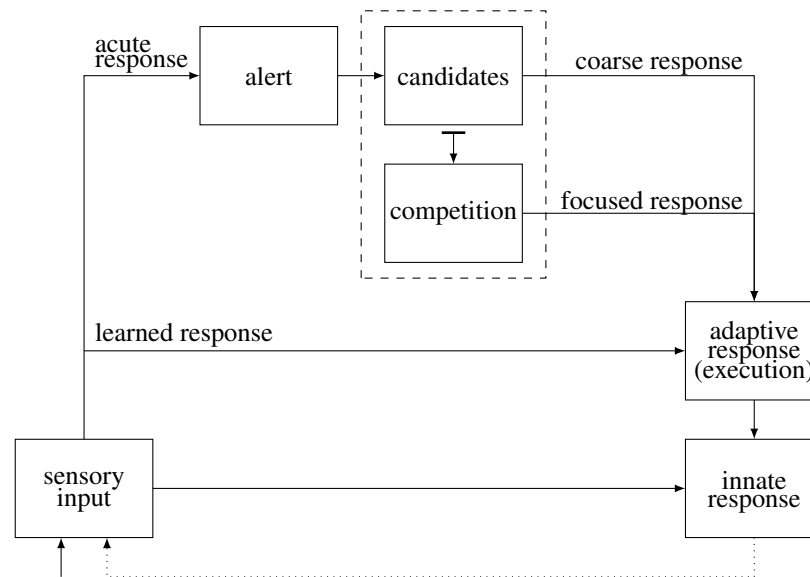 acute
response
alert
candidates
coarse response
competition
focused response
learned response
adaptive
response
(execution)
sensory
input
innate
response